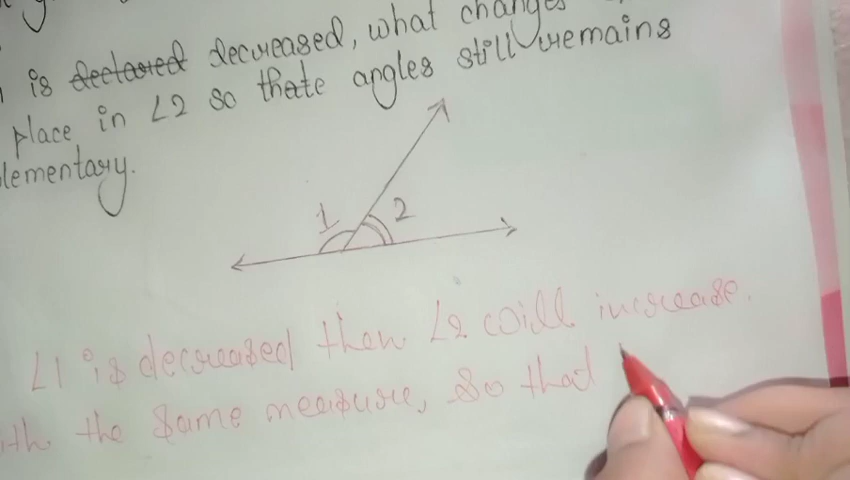 is declared decreased, what changes
place in ∠2 so thate angles still remains
lementary.
1 2
∠1 is decreased then ∠2 will increase.
ith the same measure, so that